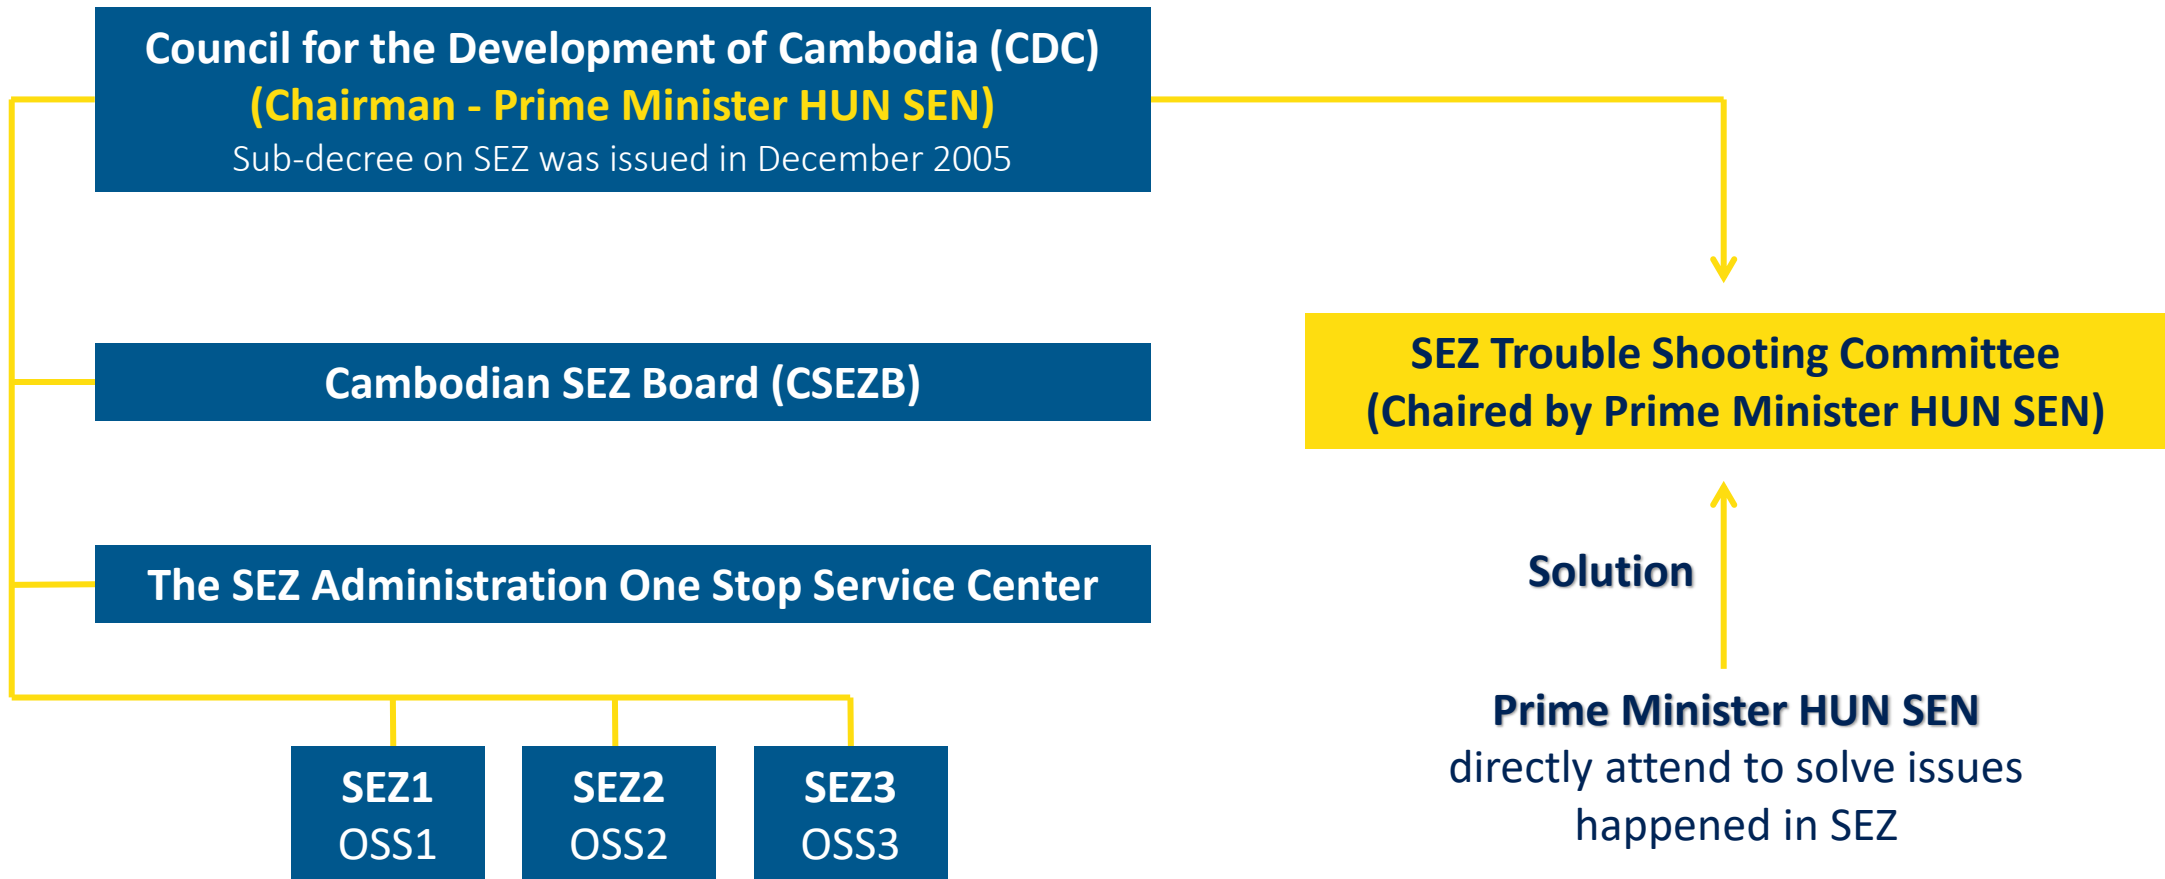 Council for the Development of Cambodia (CDC)
(Chairman - Prime Minister HUN SEN)
Sub-decree on SEZ was issued in December 2005
Cambodian SEZ Board (CSEZB)
The SEZ Administration One Stop Service Center
SEZ1
OSS1
SEZ2
OSS2
SEZ3
OSS3
SEZ Trouble Shooting Committee
(Chaired by Prime Minister HUN SEN)
Solution
Prime Minister HUN SEN
directly attend to solve issues
happened in SEZ